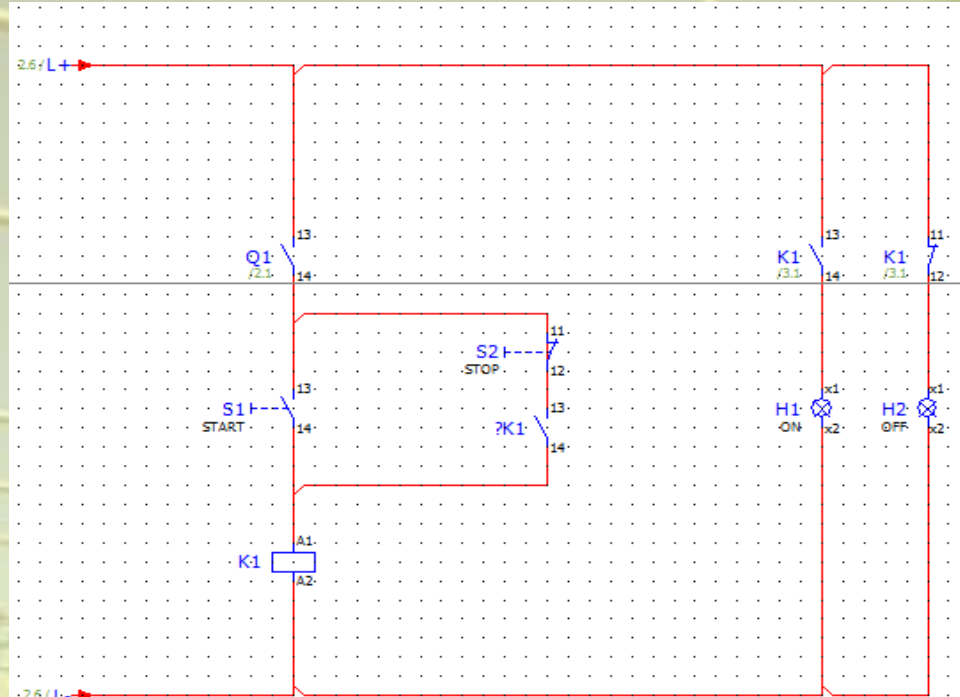 2.6/L+
13
Q1
/2.1
14
13
K1
/3.1
14
11
K1
/3.1
12
11
S2
STOP
12
13
S1
START
14
13
?K1
14
x1
H1
ON
x2
x1
H2
OFF
x2
A1
K1
A2
2.6/L-